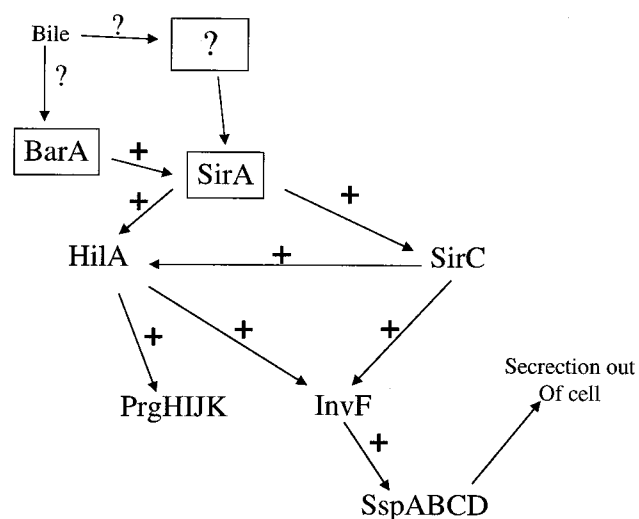 Bile
?
?
?
BarA
+
SirA
+
+
HilA
+
SirC
+
+
+
PrgHIJK
InvF
Secrection out
Of cell
+
SspABCD